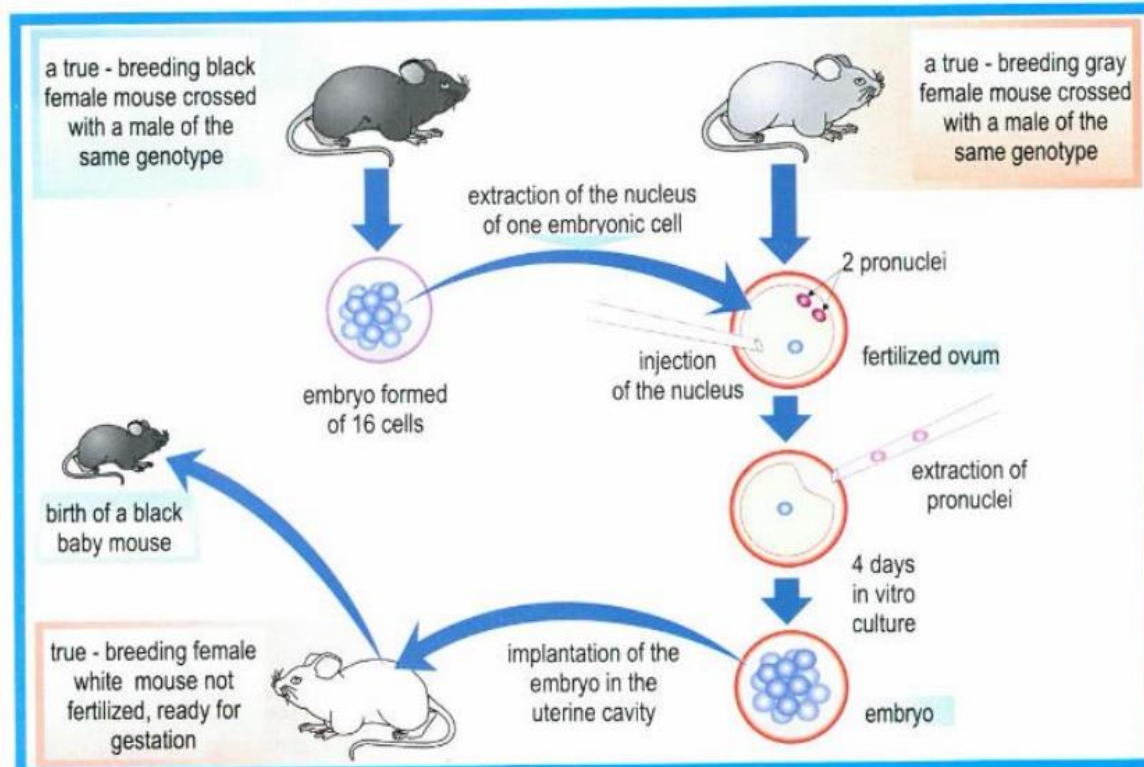 a true - breeding black
female mouse crossed
with a male of the
same genotype
a true - breeding gray
female mouse crossed
with a male of the
same genotype
extraction of the nucleus
of one embryonic cell
2 pronuclei
injection
of the nucleus
fertilized ovum
embryo formed
of 16 cells
extraction of
pronuclei
birth of a black
baby mouse
4 days
in vitro
culture
true - breeding female
white mouse not
fertilized, ready for
gestation
implantation of the
embryo in the
uterine cavity
embryo